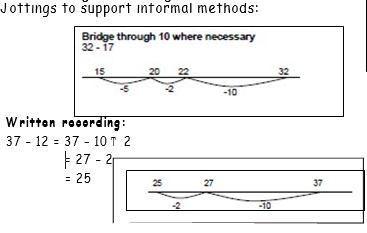 Jottings to support informal methods:
Bridge through 10 where necessary
32 - 17
15 20 22 32
-5 -2 -10
Written recording:
37 - 12 = 37 - 10 - 2
= 27 - 2
= 25
25 27 37
-2 -10